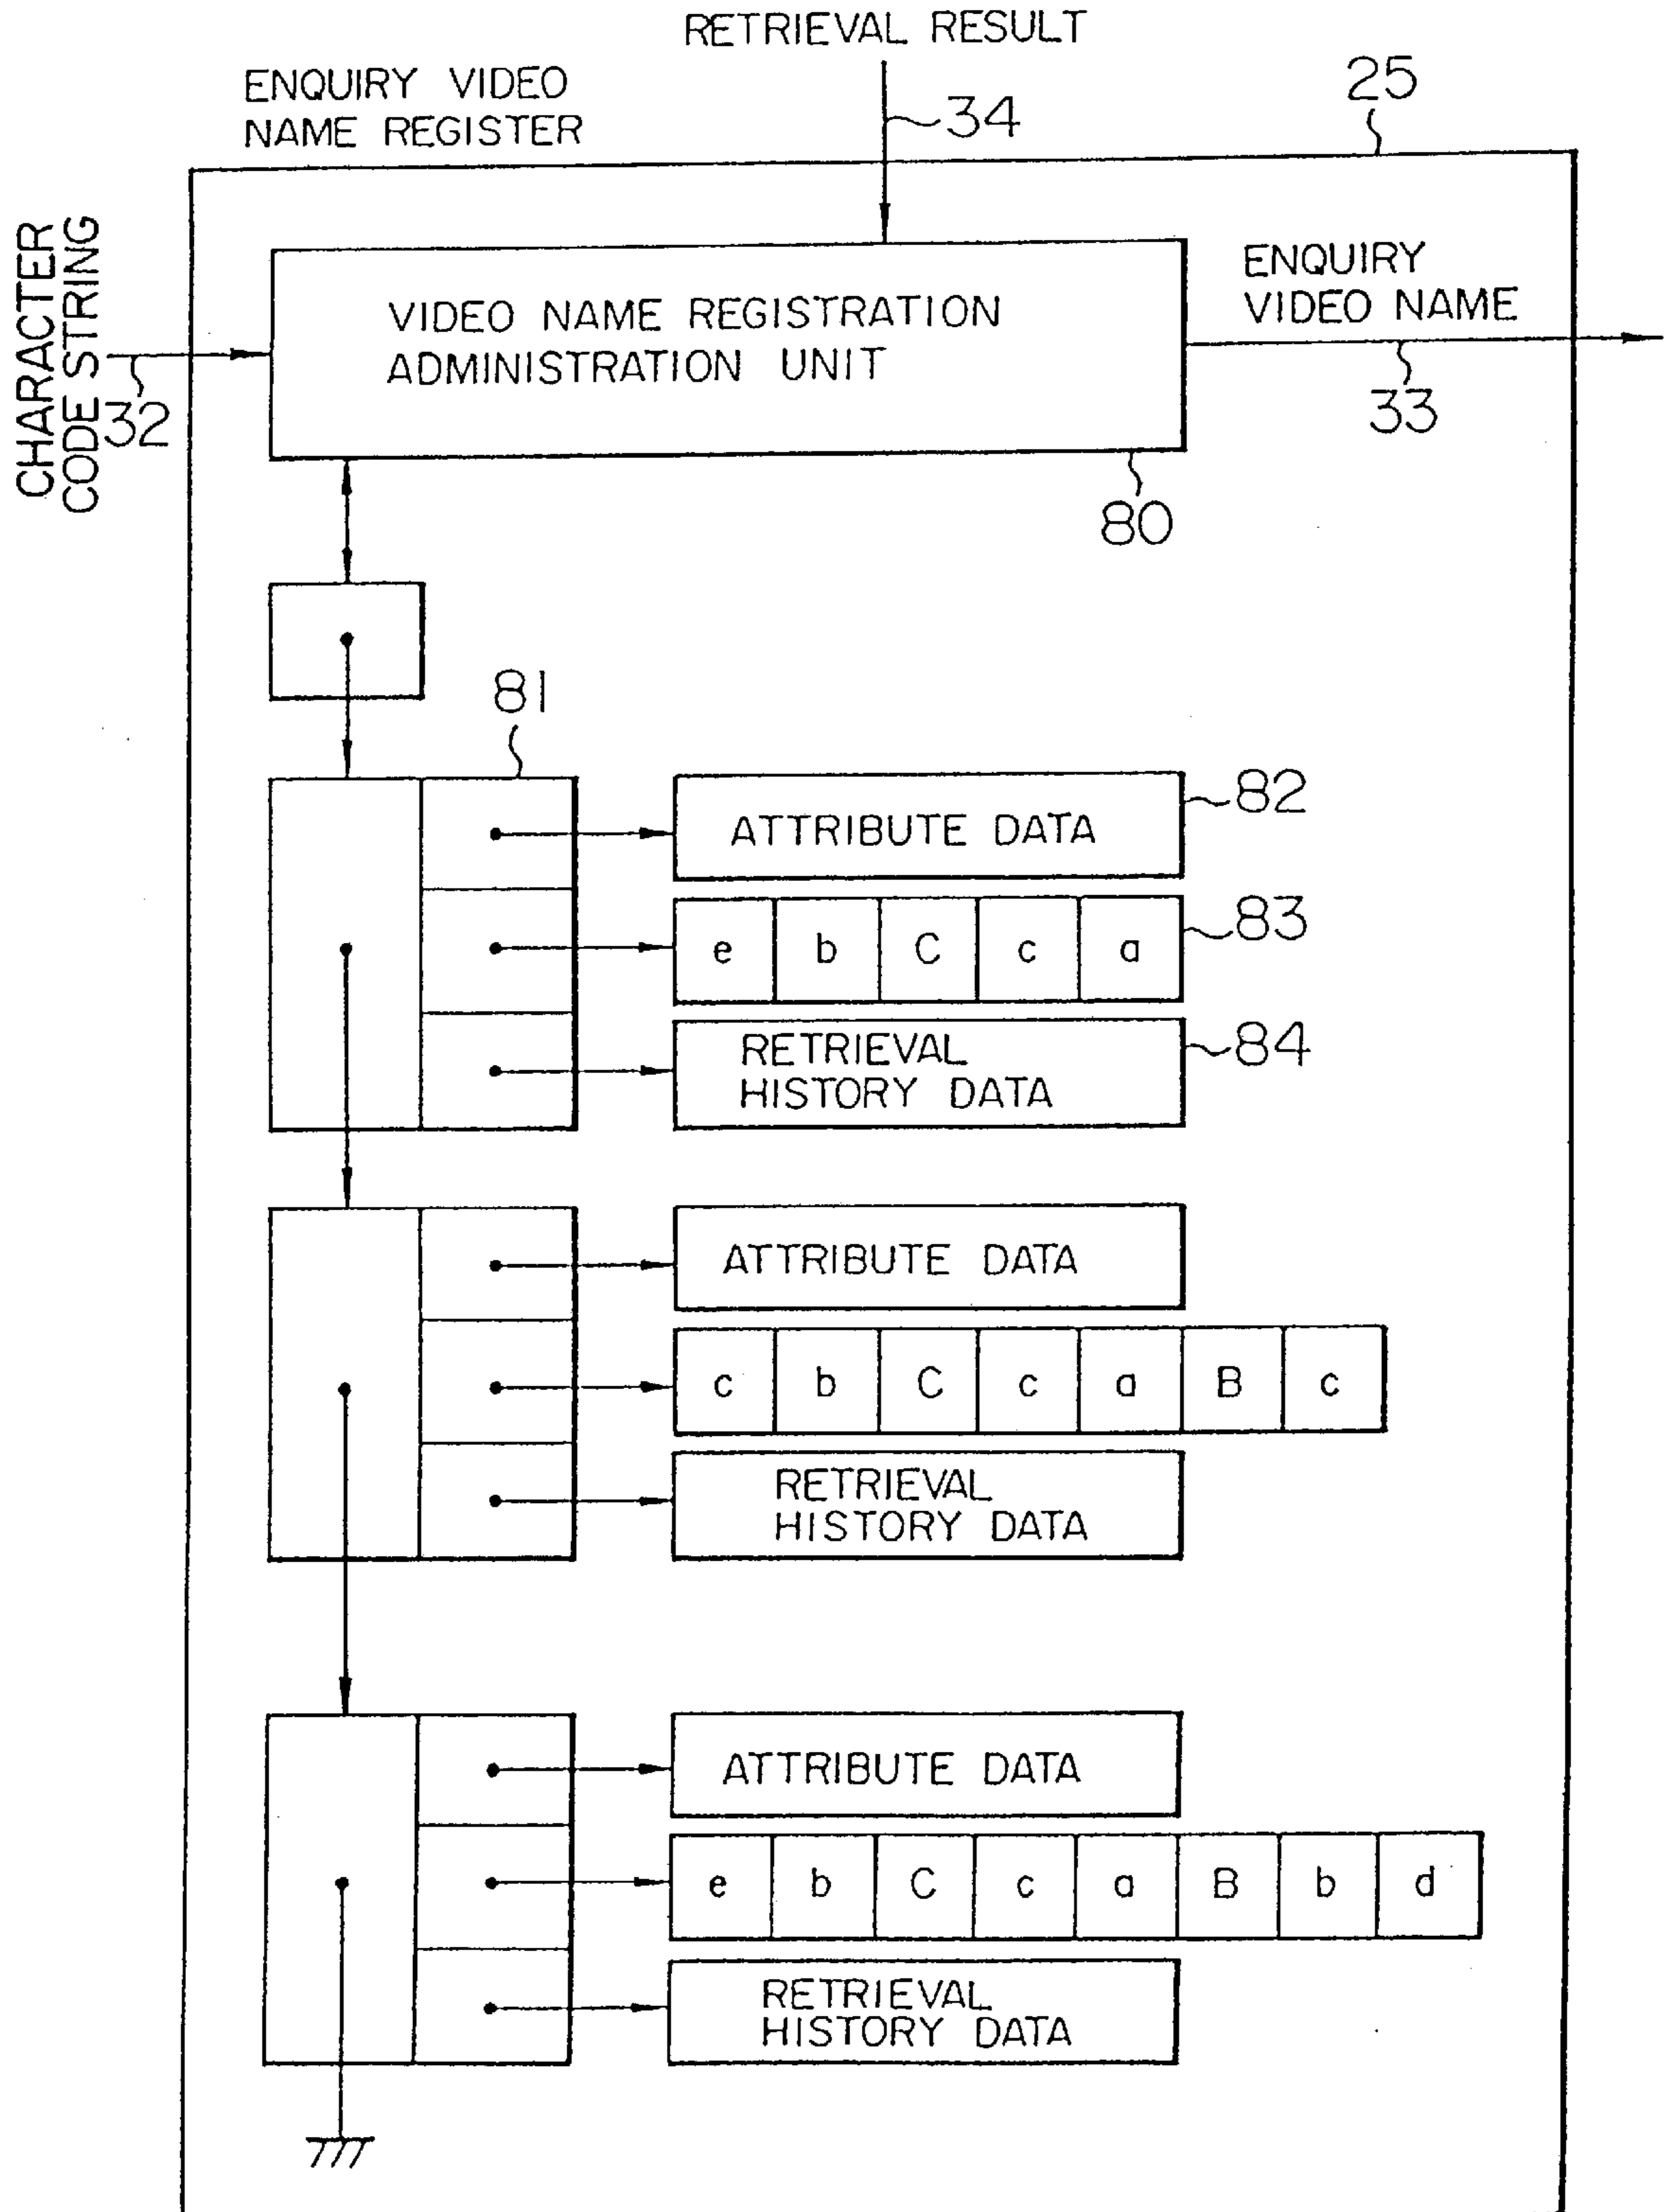 RETRIEVAL RESULT
ENQUIRY VIDEO
NAME REGISTER
25
34
CHARACTER
CODE STRING
32
VIDEO NAME REGISTRATION
ADMINISTRATION UNIT
ENQUIRY
VIDEO NAME
33
80
81
ATTRIBUTE DATA
82
e b C c a
83
RETRIEVAL
HISTORY DATA
84
ATTRIBUTE DATA
c b C c a B c
RETRIEVAL
HISTORY DATA
ATTRIBUTE DATA
e b C c a B b d
RETRIEVAL
HISTORY DATA